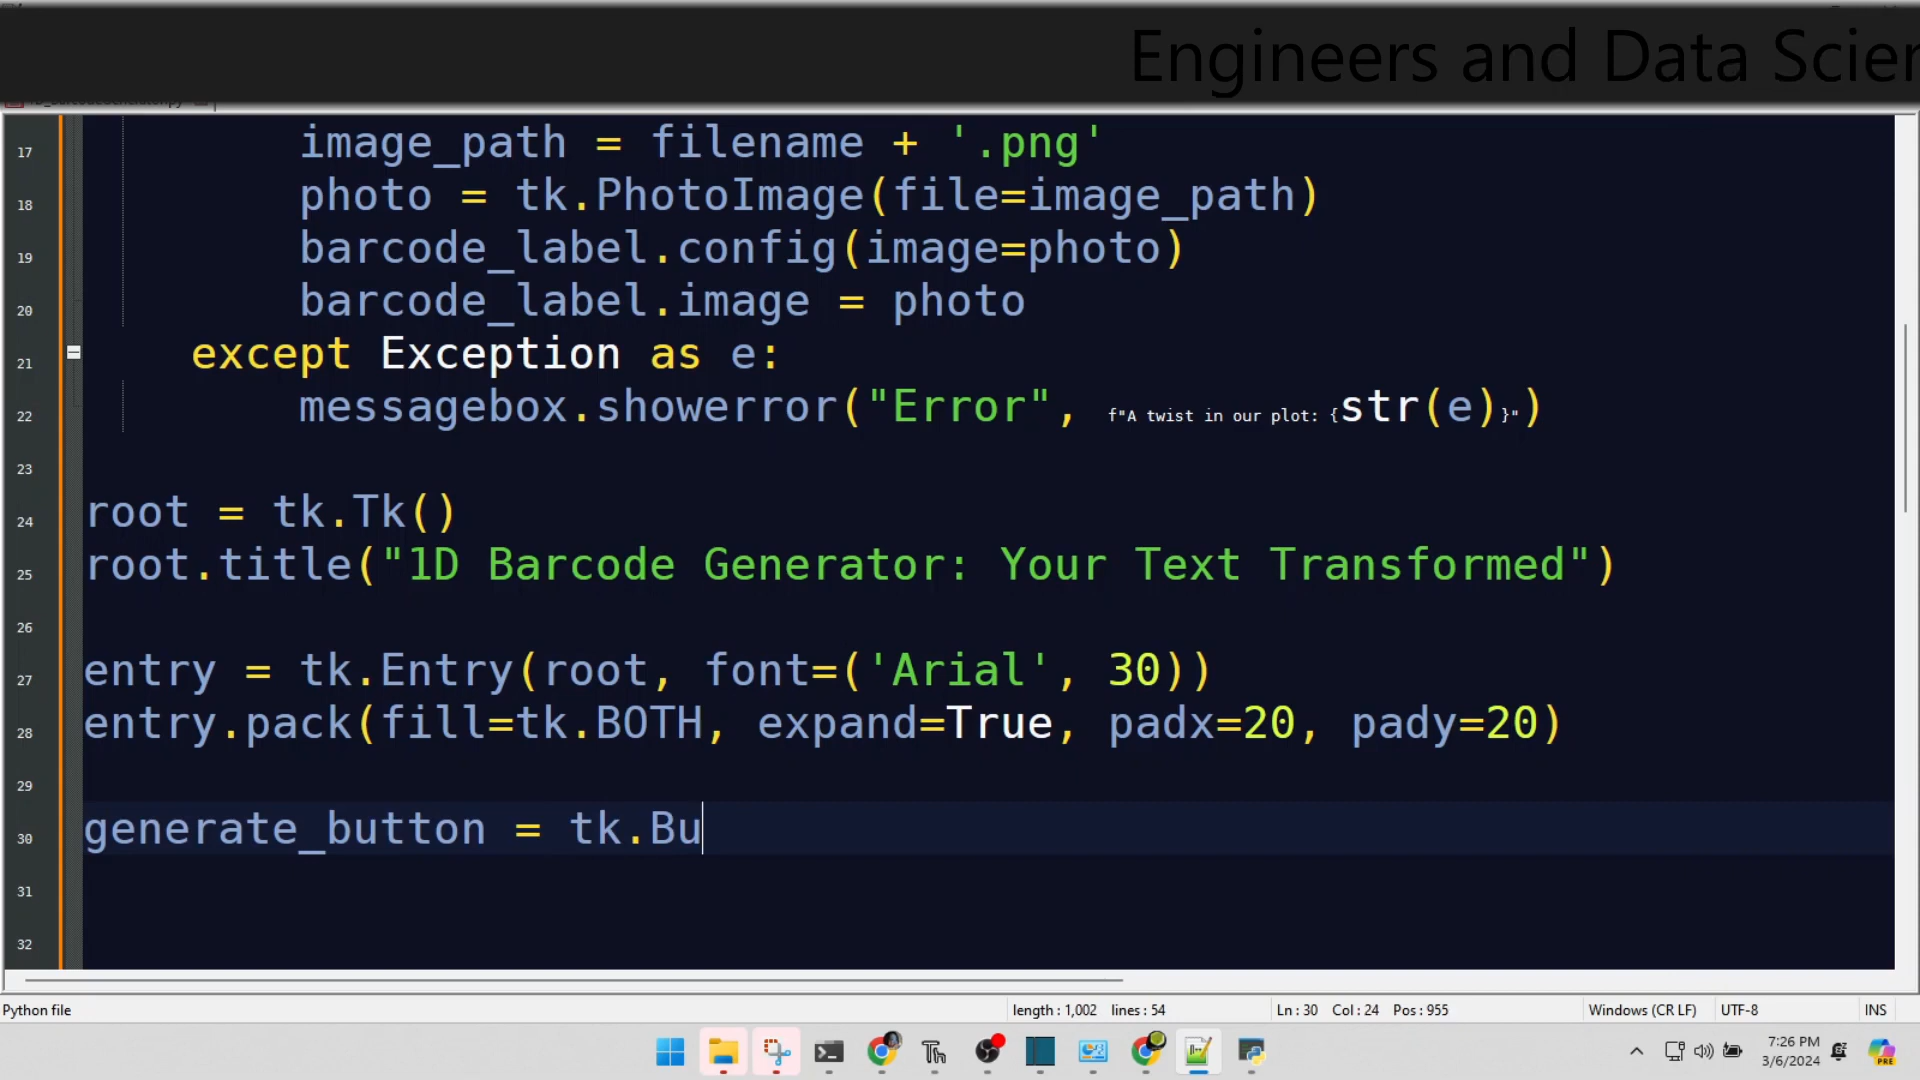 Engineers and Data Scien
17 image_path = filename + '.png'
18 photo = tk.PhotoImage(file=image_path)
19 barcode_label.config(image=photo)
20 barcode_label.image = photo
21 except Exception as e:
22 messagebox.showerror("Error", f"A twist in our plot: {str(e)}")
23
24 root = tk.Tk()
25 root.title("1D Barcode Generator: Your Text Transformed")
26
27 entry = tk.Entry(root, font=('Arial', 30))
28 entry.pack(fill=tk.BOTH, expand=True, padx=20, pady=20)
29
30 generate_button = tk.Bu
31
32
Python file length : 1,002 lines : 54 Ln : 30 Col : 24 Pos : 955 Windows (CR LF) UTF-8 INS
7:26 PM
3/6/2024
PRE